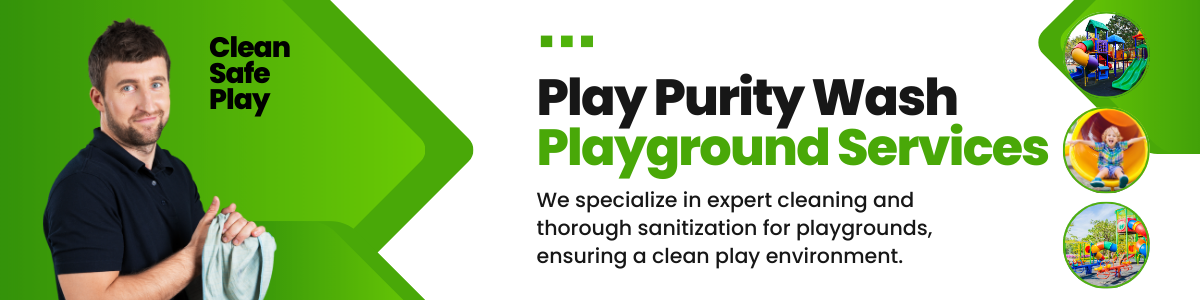 Clean
Safe
Play
Play Purity Wash
Playground Services
We specialize in expert cleaning and
thorough sanitization for playgrounds,
ensuring a clean play environment.